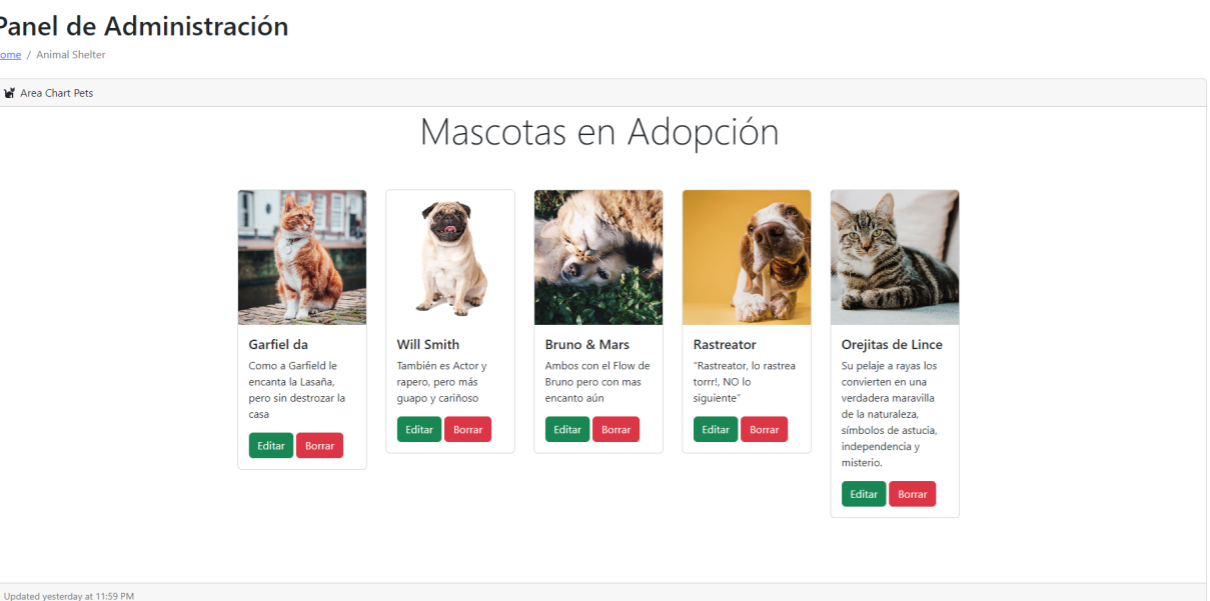 Panel de Administración
ome / Animal Shelter
Area Chart Pets
Mascotas en Adopción
Garfiel da
Como a Garfield le
encanta la Lasaña,
pero sin destrozar la
casa
Editar Borrar
Will Smith
También es Actor y
rapero, pero más
guapo y cariñoso
Editar Borrar
Bruno & Mars
Ambos con el Flow de
Bruno pero con mas
encanto aún
Editar Borrar
Rastreator
"Rastreator, lo rastrea
torrr!, NO lo
siguiente"
Editar Borrar
Orejitas de Lince
Su pelaje a rayas los
convierten en una
verdadera maravilla
de la naturaleza,
símbolos de astucia,
independencia y
misterio.
Editar Borrar
Updated yesterday at 11:59 PM